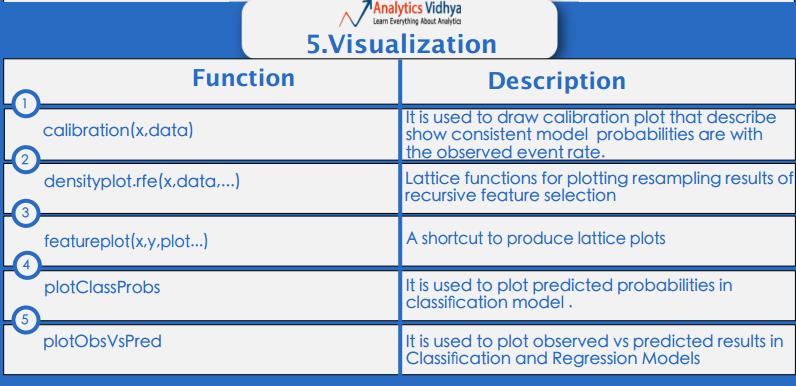 Analytics Vidhya
Learn Everything About Analytics
5.Visualization
Function
Description
1
calibration(x,data)
It is used to draw calibration plot that describe
show consistent model probabilities are with
the observed event rate.
2
densityplot.rfe(x,data,...)
Lattice functions for plotting resampling results of
recursive feature selection
3
featureplot(x,y,plot...)
A shortcut to produce lattice plots
4
plotClassProbs
It is used to plot predicted probabilities in
classification model .
5
plotObsVsPred
It is used to plot observed vs predicted results in
Classification and Regression Models